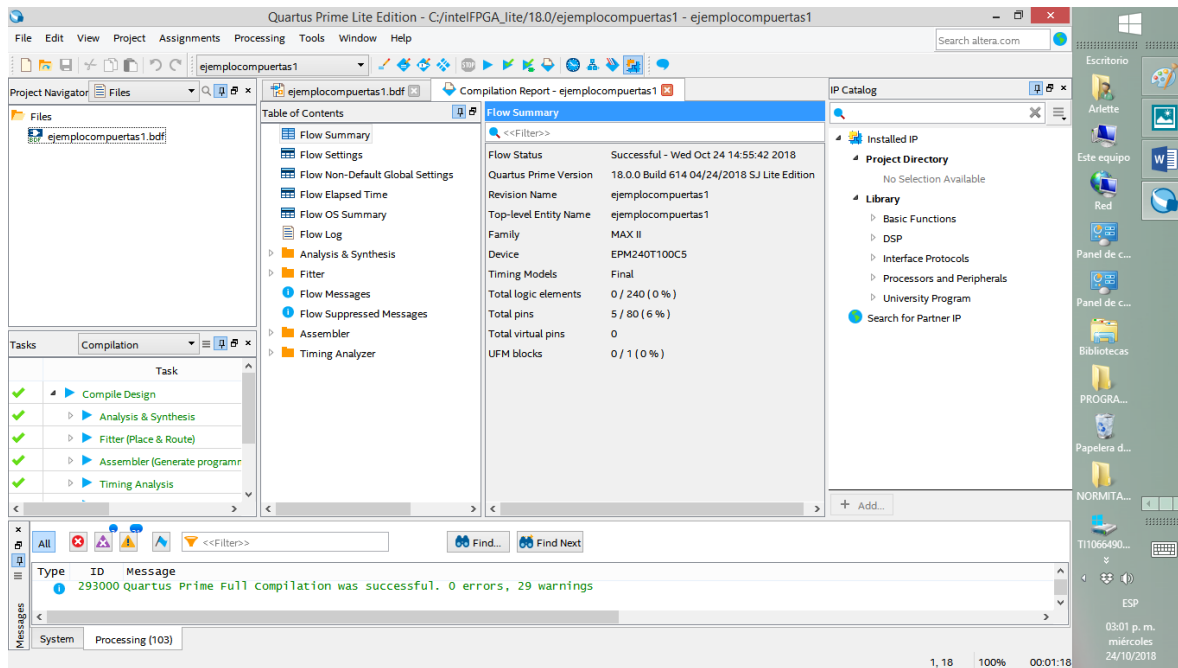 Quartus Prime Lite Edition - C:/intelFPGA_lite/18.0/ejemplocompuertas1 - ejemplocompuertas1
File Edit View Project Assignments Processing Tools Window Help
Search altera.com
ejemplocompuertas1
Project Navigator Files
Files
ejemplocompuertas1.bdf
ejemplocompuertas1.bdf
Compilation Report - ejemplocompuertas1
Table of Contents
Flow Summary
Flow Settings
Flow Non-Default Global Settings
Flow Elapsed Time
Flow OS Summary
Flow Log
Analysis & Synthesis
Fitter
Flow Messages
Flow Suppressed Messages
Assembler
Timing Analyzer
Flow Summary
<<Filter>>
Flow Status Successful - Wed Oct 24 14:55:42 2018
Quartus Prime Version 18.0.0 Build 614 04/24/2018 SJ Lite Edition
Revision Name ejemplocompuertas1
Top-level Entity Name ejemplocompuertas1
Family MAX II
Device EPM240T100C5
Timing Models Final
Total logic elements 0 / 240 ( 0 % )
Total pins 5 / 80 ( 6 % )
Total virtual pins 0
UFM blocks 0 / 1 ( 0 % )
IP Catalog
Installed IP
Project Directory
No Selection Available
Library
Basic Functions
DSP
Interface Protocols
Processors and Peripherals
University Program
Search for Partner IP
+ Add...
Tasks Compilation
Task
Compile Design
Analysis & Synthesis
Fitter (Place & Route)
Assembler (Generate programr
Timing Analysis
All
<<Filter>>
Find...
Find Next
Type ID Message
293000 Quartus Prime Full Compilation was successful. 0 errors, 29 warnings
Messages
System Processing (103)
1, 18 100% 00:01:18
Escritorio
Arlette
Este equipo
Red
Panel de c...
Panel de c...
Bibliotecas
PROGRA...
Papelera d...
NORMITA...
TI1066490...
ESP
03:01 p. m.
miércoles
24/10/2018